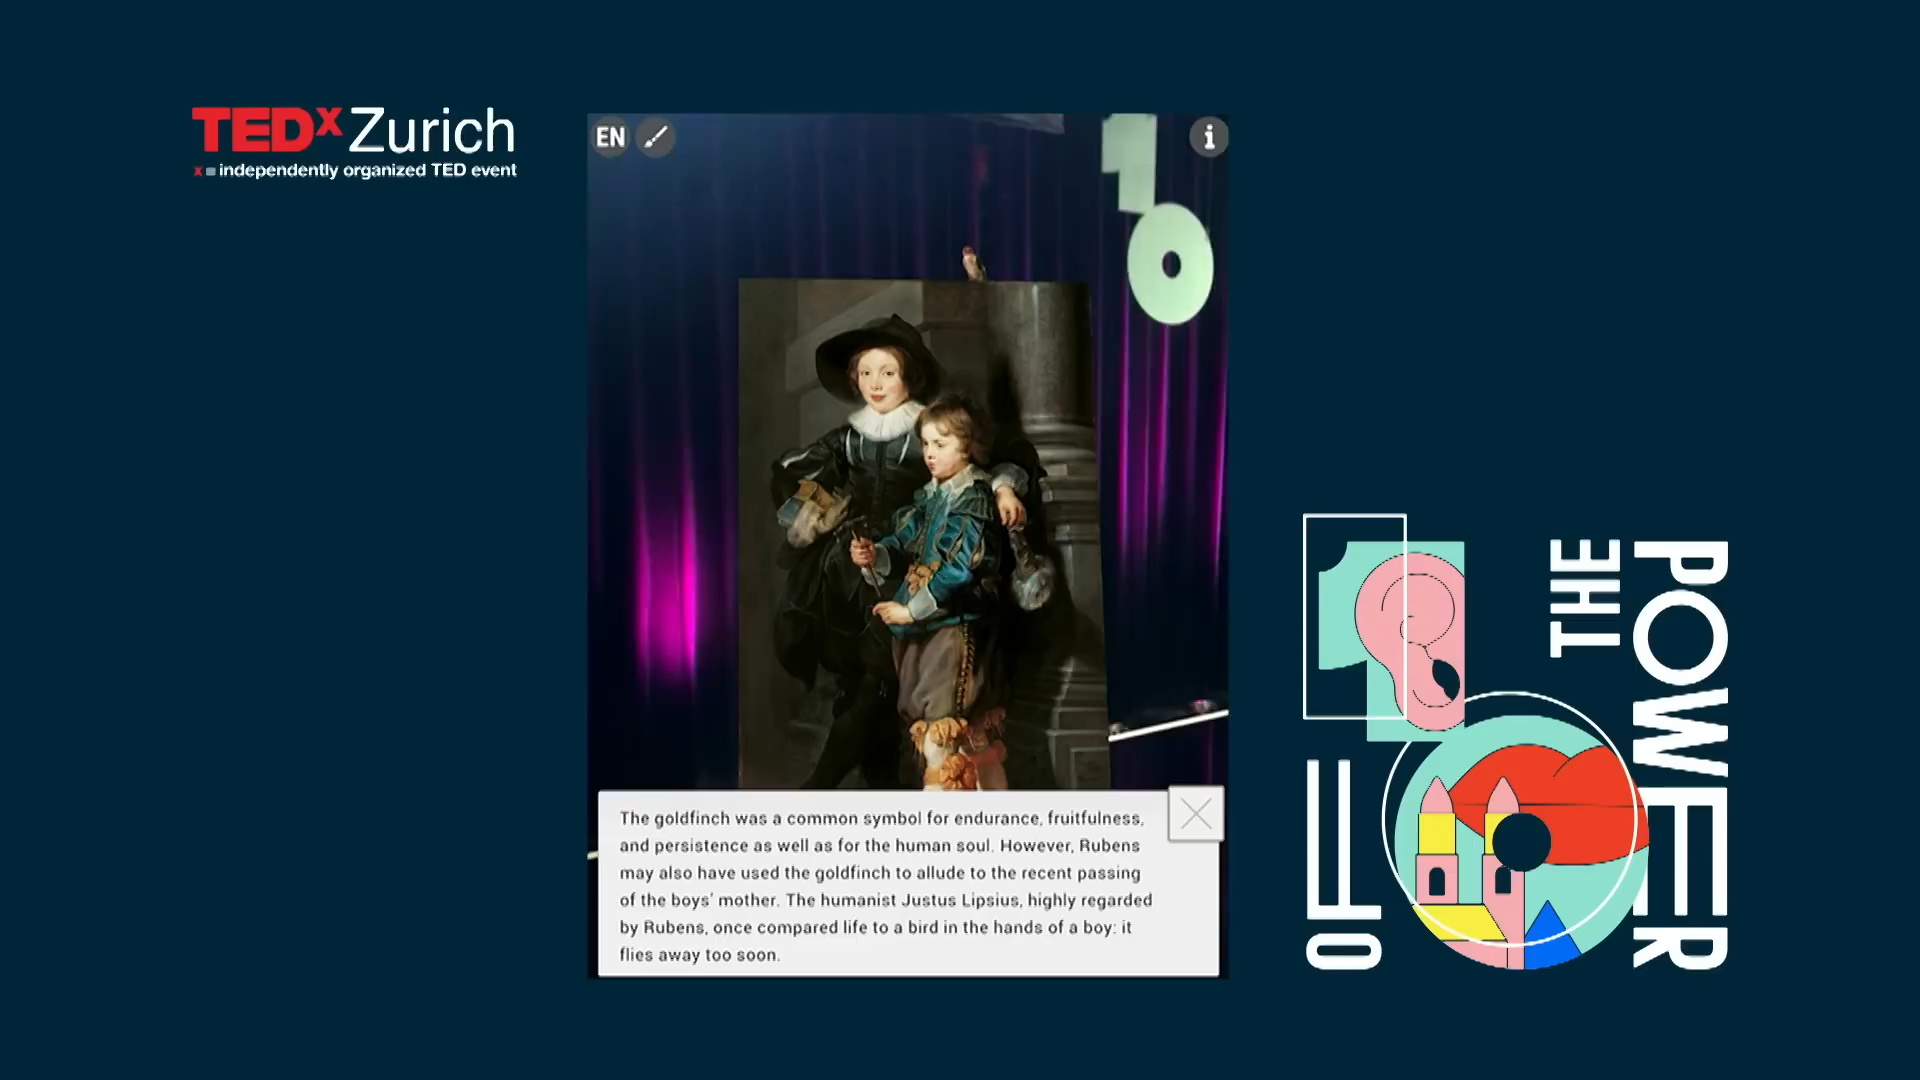 TEDxZurich
x = independently organized TED event
EN
i
10
The goldfinch was a common symbol for endurance, fruitfulness,
and persistence as well as for the human soul. However, Rubens
may also have used the goldfinch to allude to the recent passing
of the boys' mother. The humanist Justus Lipsius, highly regarded
by Rubens, once compared life to a bird in the hands of a boy: it
flies away too soon.
THE
POWER
OF
10